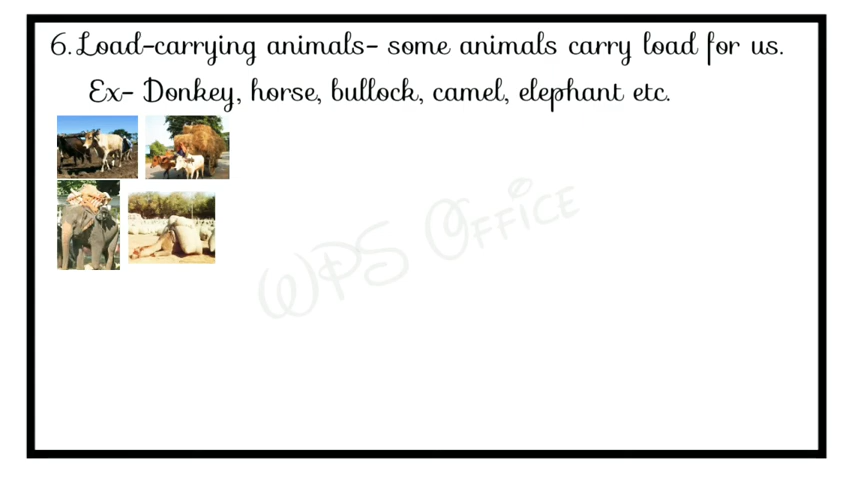 6. Load-carrying animals- some animals carry load for us.
Ex- Donkey, horse, bullock, camel, elephant etc.
WPS Office